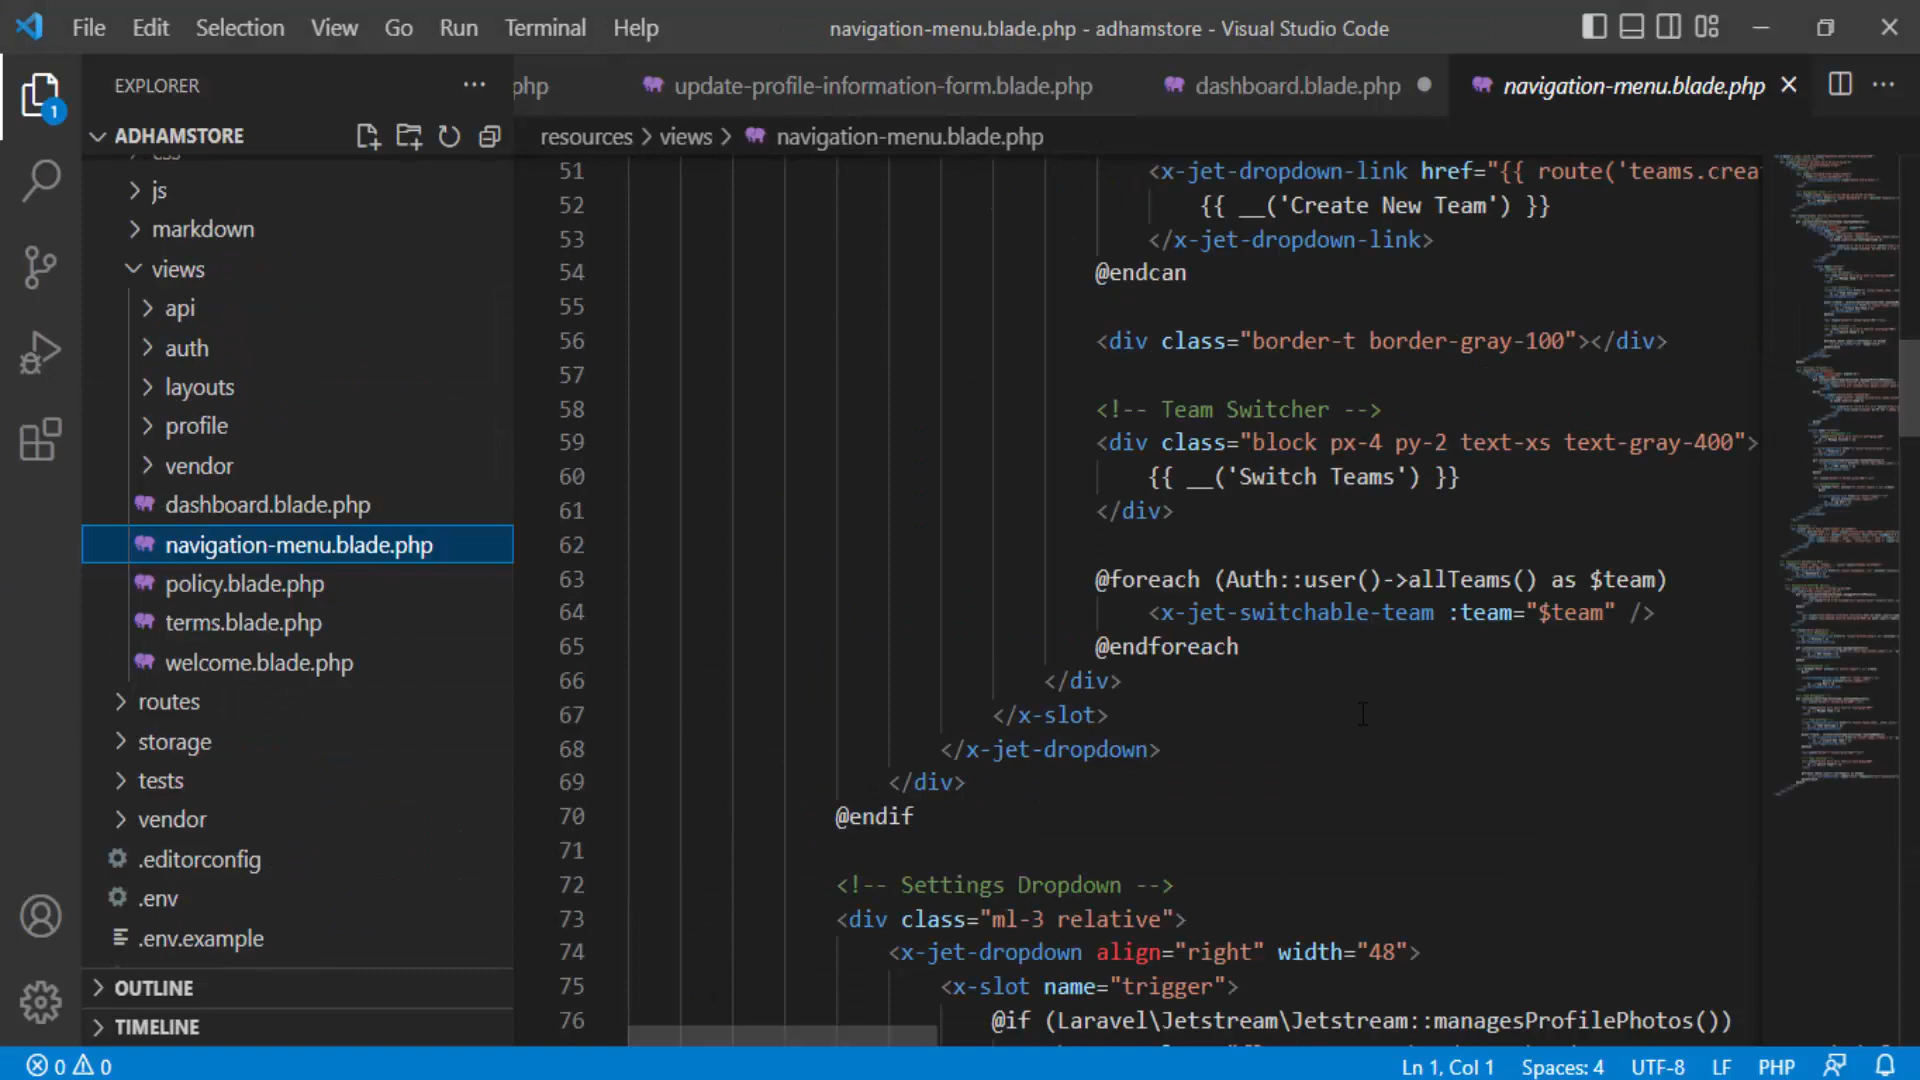 File Edit Selection View Go Run Terminal Help
navigation-menu.blade.php - adhamstore - Visual Studio Code
EXPLORER
php
update-profile-information-form.blade.php
dashboard.blade.php
navigation-menu.blade.php
ADHAMSTORE
resources > views > navigation-menu.blade.php
css
js
markdown
views
api
auth
layouts
profile
vendor
dashboard.blade.php
navigation-menu.blade.php
policy.blade.php
terms.blade.php
welcome.blade.php
routes
storage
tests
vendor
.editorconfig
.env
.env.example
OUTLINE
TIMELINE
1
51 <x-jet-dropdown-link href="{{ route('teams.crea
52 {{ __('Create New Team') }}
53 </x-jet-dropdown-link>
54 @endcan
55
56 <div class="border-t border-gray-100"></div>
57
58 <!-- Team Switcher -->
59 <div class="block px-4 py-2 text-xs text-gray-400">
60 {{ __('Switch Teams') }}
61 </div>
62
63 @foreach (Auth::user()->allTeams() as $team)
64 <x-jet-switchable-team :team="$team" />
65 @endforeach
66 </div>
67 </x-slot>
68 </x-jet-dropdown>
69 </div>
70 @endif
71
72 <!-- Settings Dropdown -->
73 <div class="ml-3 relative">
74 <x-jet-dropdown align="right" width="48">
75 <x-slot name="trigger">
76 @if (Laravel\Jetstream\Jetstream::managesProfilePhotos())
0 0
Ln 1, Col 1 Spaces: 4 UTF-8 LF PHP